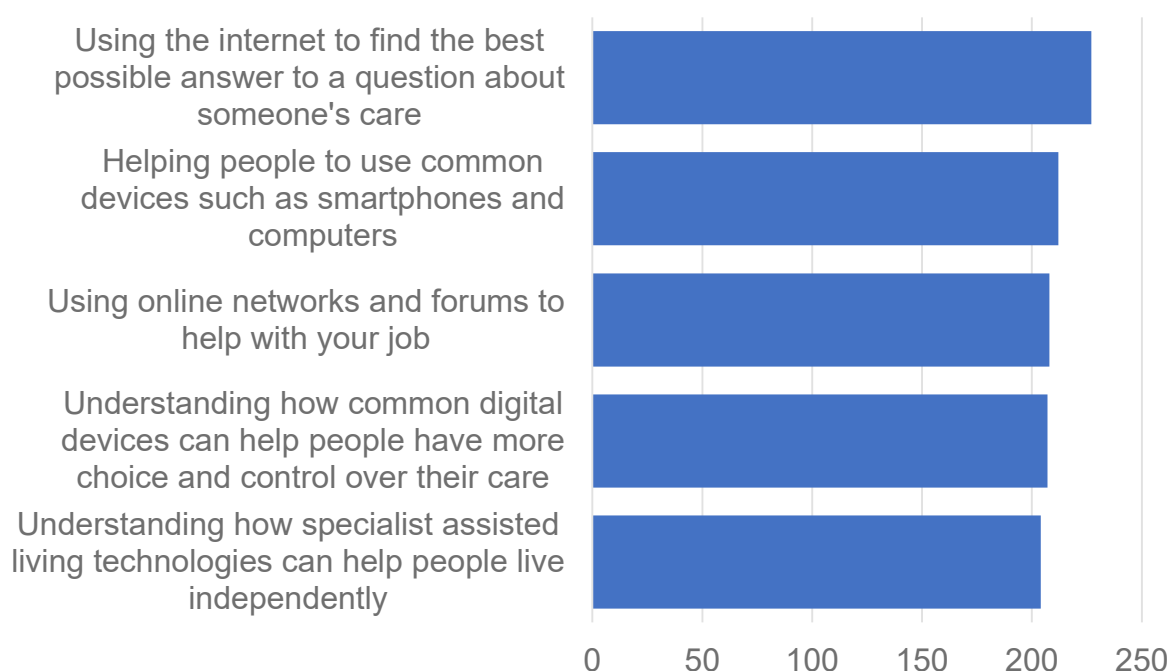 Using the internet to find the best
possible answer to a question about
someone's care
Helping people to use common
devices such as smartphones and
computers
Using online networks and forums to
help with your job
Understanding how common digital
devices can help people have more
choice and control over their care
Understanding how specialist assisted
living technologies can help people live
independently
0 50 100 150 200 250